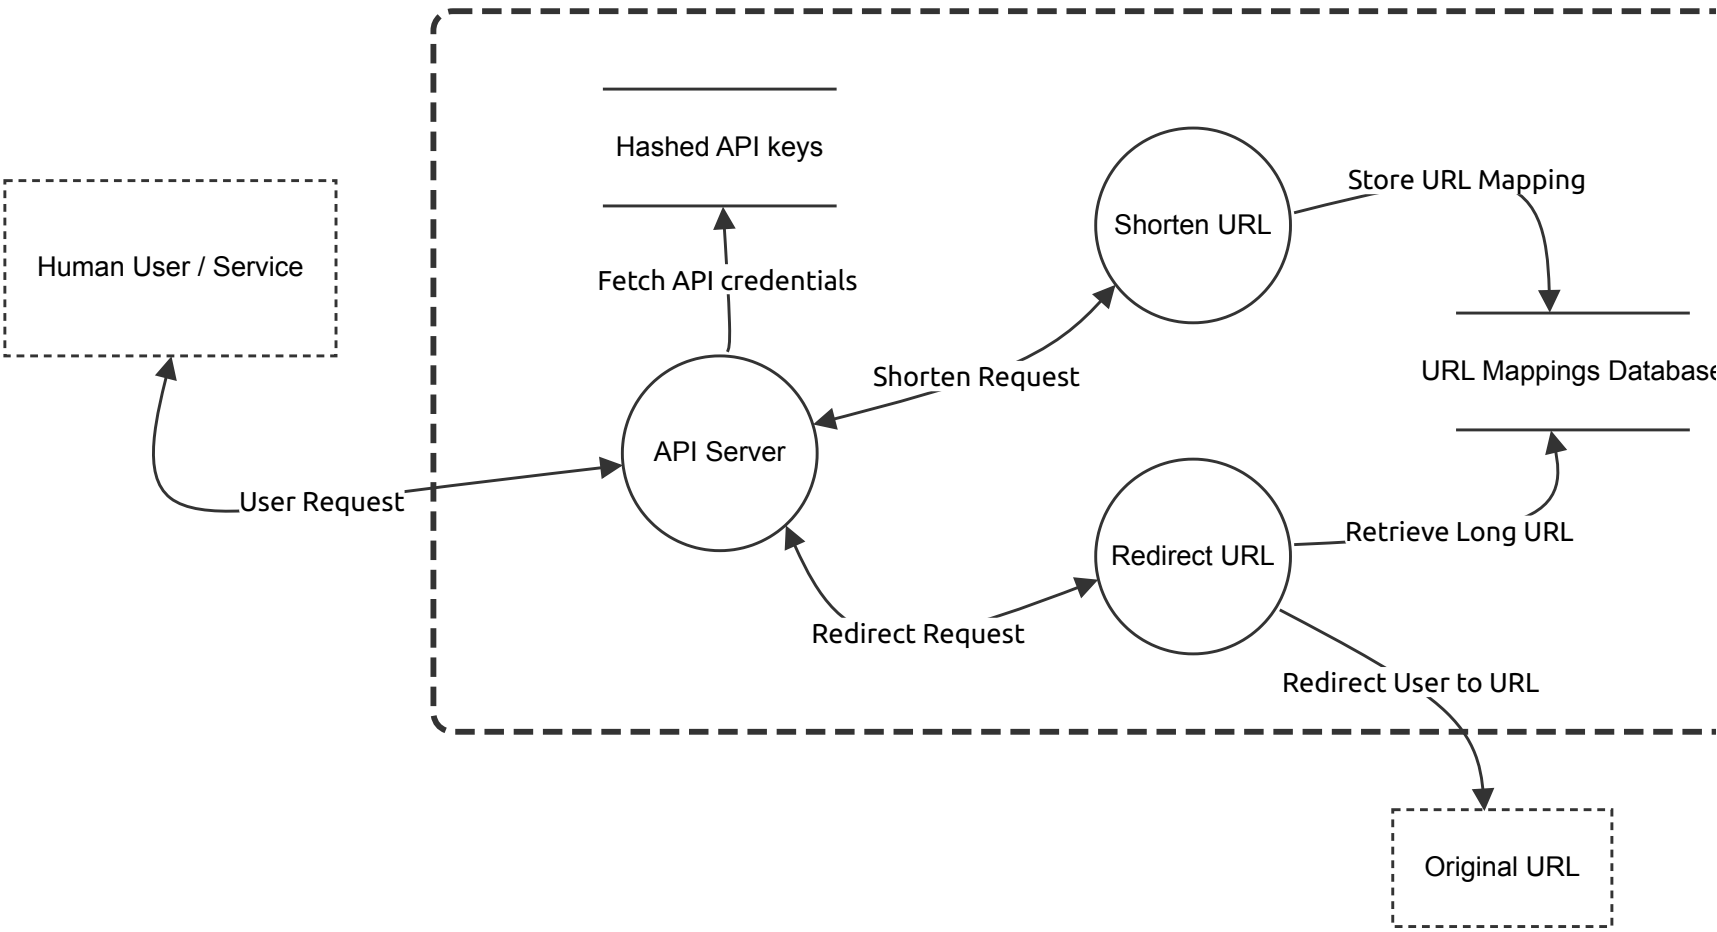 Hashed API keys
Store URL Mapping
Shorten URL
Human User / Service
Fetch API credentials
URL Mappings Database
Shorten Request
API Server
User Request
Retrieve Long URL
Redirect URL
Redirect Request
Redirect User to URL
Original URL